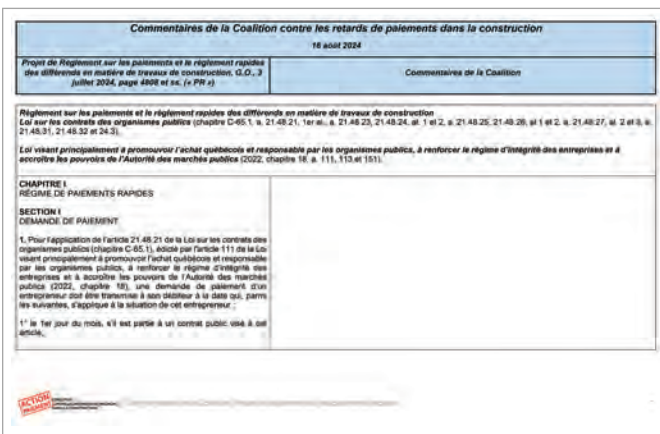 Commentaires de la Coalition contre les retards de paiements dans la construction
16 août 2024
Projet de Règlement sur les paiements et le règlement rapides
des différends en matière de travaux de construction, G.O., 3
juillet 2024, page 4808 et ss. (« PR »)
Commentaires de la Coalition
Règlement sur les paiements et le règlement rapides des différends en matière de travaux de construction
Loi sur les contrats des organismes publics (chapitre C-65.1, a. 21.48.21, 1er al., a. 21.48.23, 21.48.24, al. 1 et 2, a. 21.48.25, 21.48.26, al 1 et 2, a. 21.48.27, al. 2 et 3, a.
21.48.31, 21.48.32 et 24.3).
Loi visant principalement à promouvoir l'achat québécois et responsable par les organismes publics, à renforcer le régime d'intégrité des entreprises et à
accroître les pouvoirs de l'Autorité des marchés publics (2022, chapitre 18, a. 111, 113 et 151).
CHAPITRE I
RÉGIME DE PAIEMENTS RAPIDES
SECTION I
DEMANDE DE PAIEMENT
1. Pour l'application de l'article 21.48.21 de la Loi sur les contrats des
organismes publics (chapitre C-65.1), édicté par l'article 111 de la Loi
visant principalement à promouvoir l'achat québécois et responsable
par les organismes publics, à renforcer le régime d'intégrité des
entreprises et à accroître les pouvoirs de l'Autorité des marchés
publics (2022, chapitre 18), une demande de paiement d'un
entrepreneur doit être transmise à son débiteur à la date qui, parmi
les suivantes, s'applique à la situation de cet entrepreneur :
1° le 1er jour du mois, s'il est partie à un contrat public visé à cet
article,
ACTION
PAIEMENT